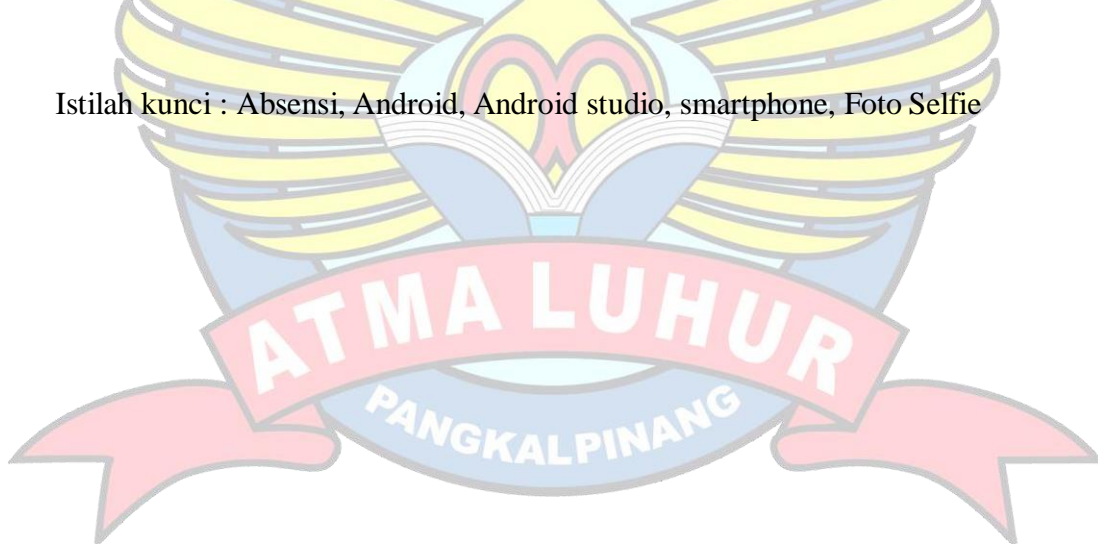 Istilah kunci : Absensi, Android, Android studio, smartphone, Foto Selfie
ATMA LUHUR
PANGKALPINANG